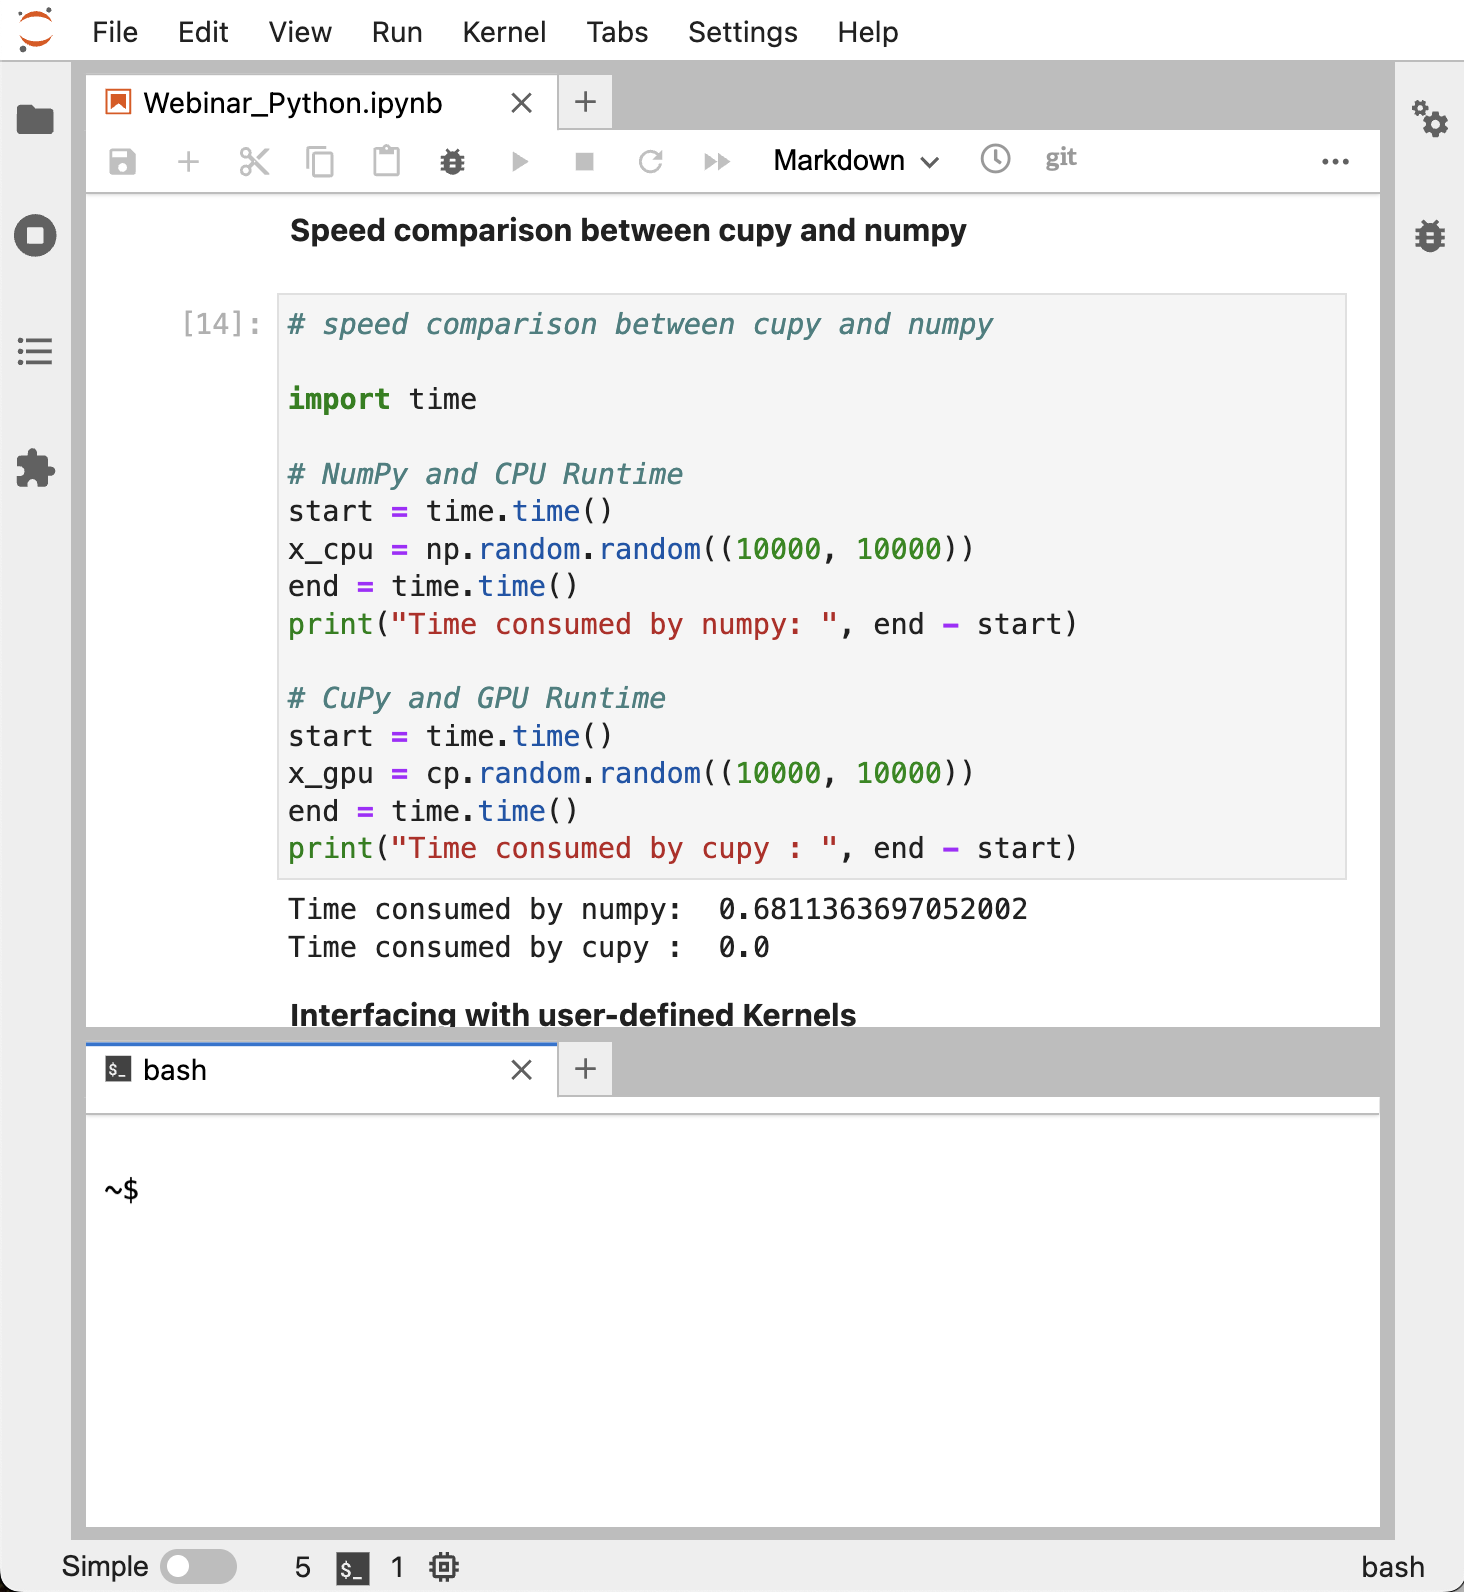 File Edit View Run Kernel Tabs Settings Help
Webinar_Python.ipynb
Markdown git
Speed comparison between cupy and numpy
[14]: # speed comparison between cupy and numpy
import time
# NumPy and CPU Runtime
start = time.time()
x_cpu = np.random.random((10000, 10000))
end = time.time()
print("Time consumed by numpy: ", end - start)
# CuPy and GPU Runtime
start = time.time()
x_gpu = cp.random.random((10000, 10000))
end = time.time()
print("Time consumed by cupy : ", end - start)
Time consumed by numpy:  0.6811363697052002
Time consumed by cupy :  0.0
Interfacing with user-defined Kernels
$_ bash
~$
Simple 5 $_ 1 bash